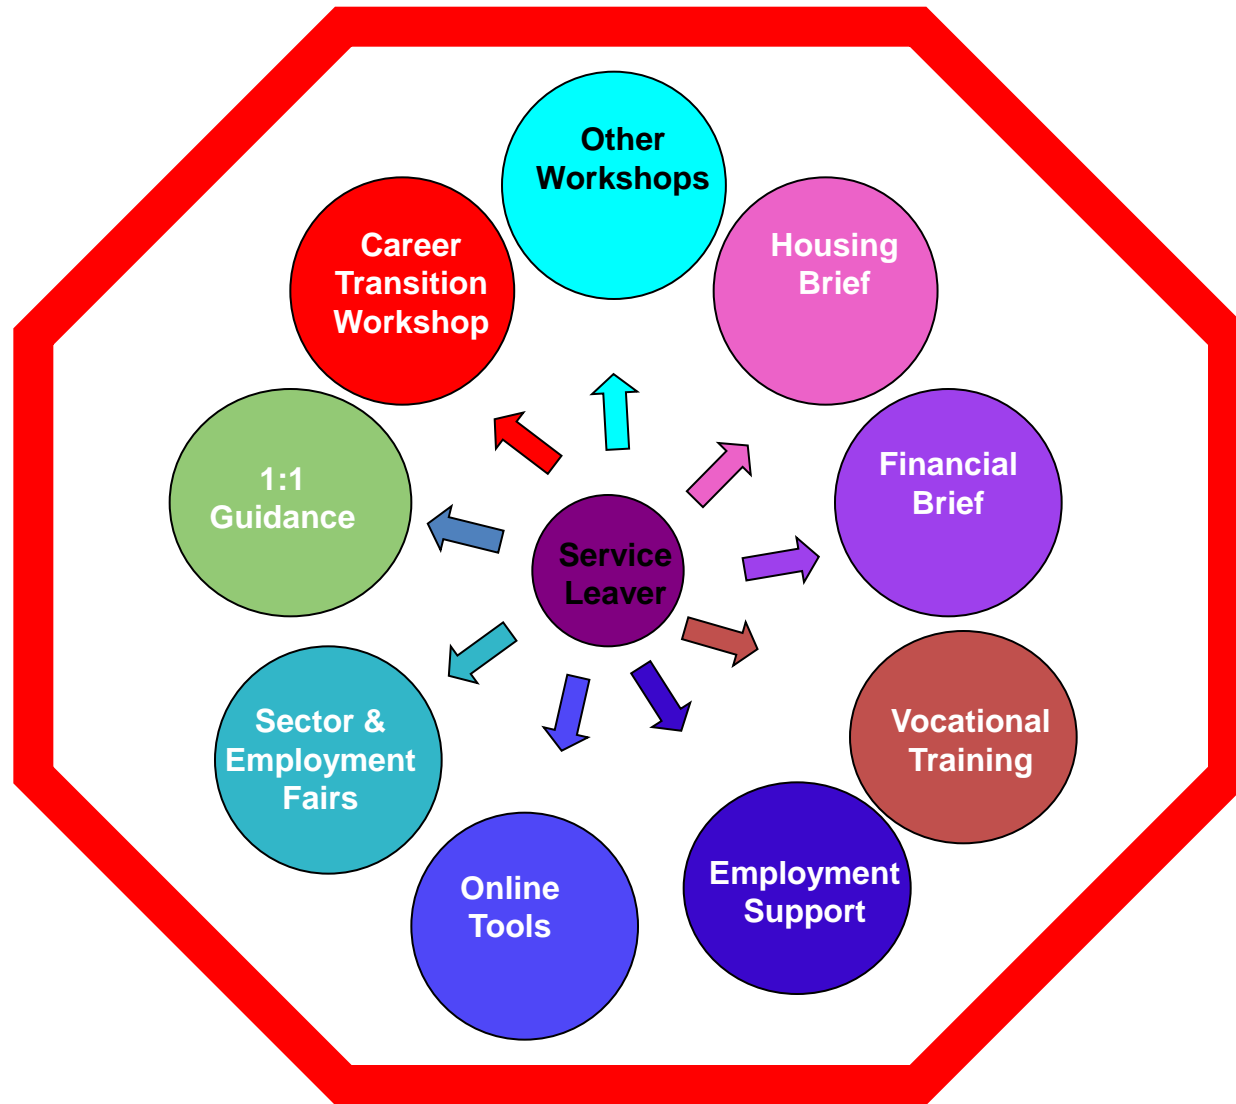 Other
Workshops
Housing
Brief
Financial
Brief
Vocational
Training
Employment
Support
Online
Tools
Sector &
Employment
Fairs
1:1
Guidance
Career
Transition
Workshop
Service
Leaver